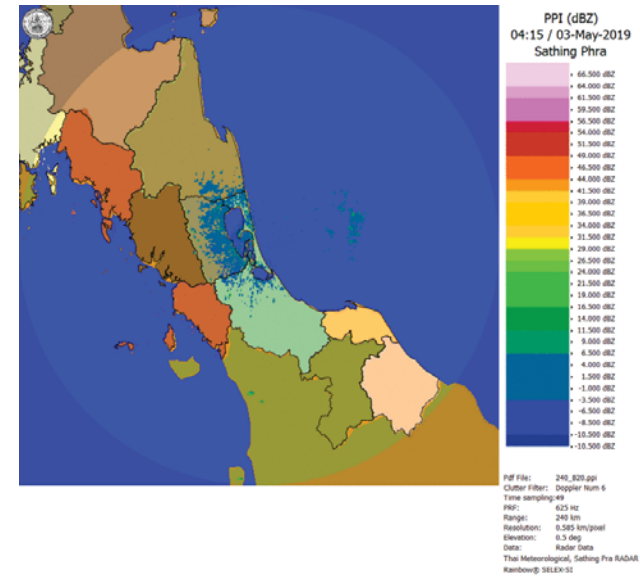 PPI (dBZ)
04:15 / 03-May-2019
Sathing Phra
66.500 dBZ
64.000 dBZ
61.500 dBZ
59.500 dBZ
56.500 dBZ
54.000 dBZ
51.500 dBZ
49.000 dBZ
46.500 dBZ
44.000 dBZ
41.500 dBZ
39.000 dBZ
36.500 dBZ
34.000 dBZ
31.500 dBZ
29.000 dBZ
26.500 dBZ
24.000 dBZ
21.500 dBZ
19.000 dBZ
16.500 dBZ
14.000 dBZ
11.500 dBZ
9.000 dBZ
6.500 dBZ
4.000 dBZ
1.500 dBZ
-1.000 dBZ
-3.500 dBZ
-6.500 dBZ
-8.500 dBZ
-10.500 dBZ
-10.500 dBZ
Pdf File: 240_820.ppi
Clutter Filter: Doppler Num 6
Time sampling:49
PRF: 625 Hz
Range: 240 km
Resolution: 0.585 km/pixel
Elevation: 0.5 deg
Data: Radar Data
Thai Meteorological, Sathing Pra RADAR
Rainbow® SELEX-SI